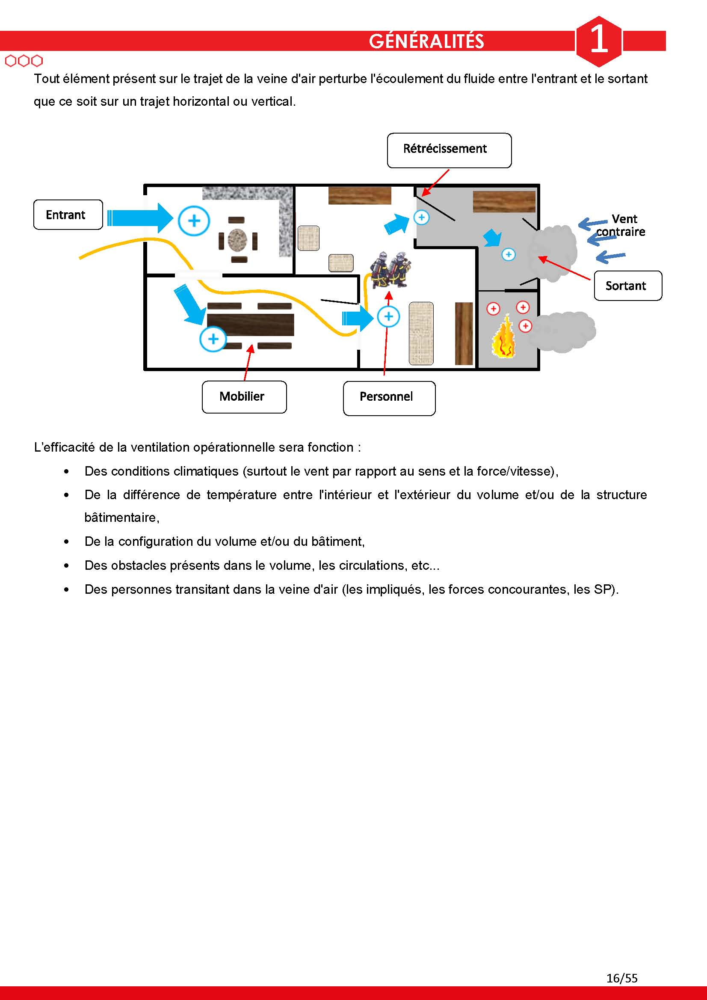 GÉNÉRALITÉS
1
Tout élément présent sur le trajet de la veine d'air perturbe l'écoulement du fluide entre l'entrant et le sortant
que ce soit sur un trajet horizontal ou vertical.
Rétrécissement
Entrant
Vent
contraire
Sortant
Mobilier
Personnel
L’efficacité de la ventilation opérationnelle sera fonction :
• Des conditions climatiques (surtout le vent par rapport au sens et la force/vitesse),
• De la différence de température entre l'intérieur et l'extérieur du volume et/ou de la structure
bâtimentaire,
• De la configuration du volume et/ou du bâtiment,
• Des obstacles présents dans le volume, les circulations, etc...
• Des personnes transitant dans la veine d'air (les impliqués, les forces concourantes, les SP).
16/55